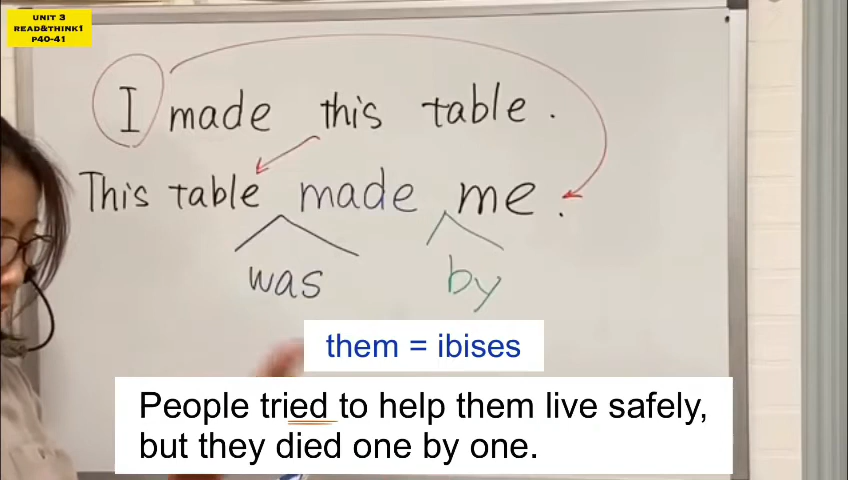 UNIT 3
READ&THINK1
P40-41
I made this table.
This table made me.
was by
them = ibises
People tried to help them live safely,
but they died one by one.